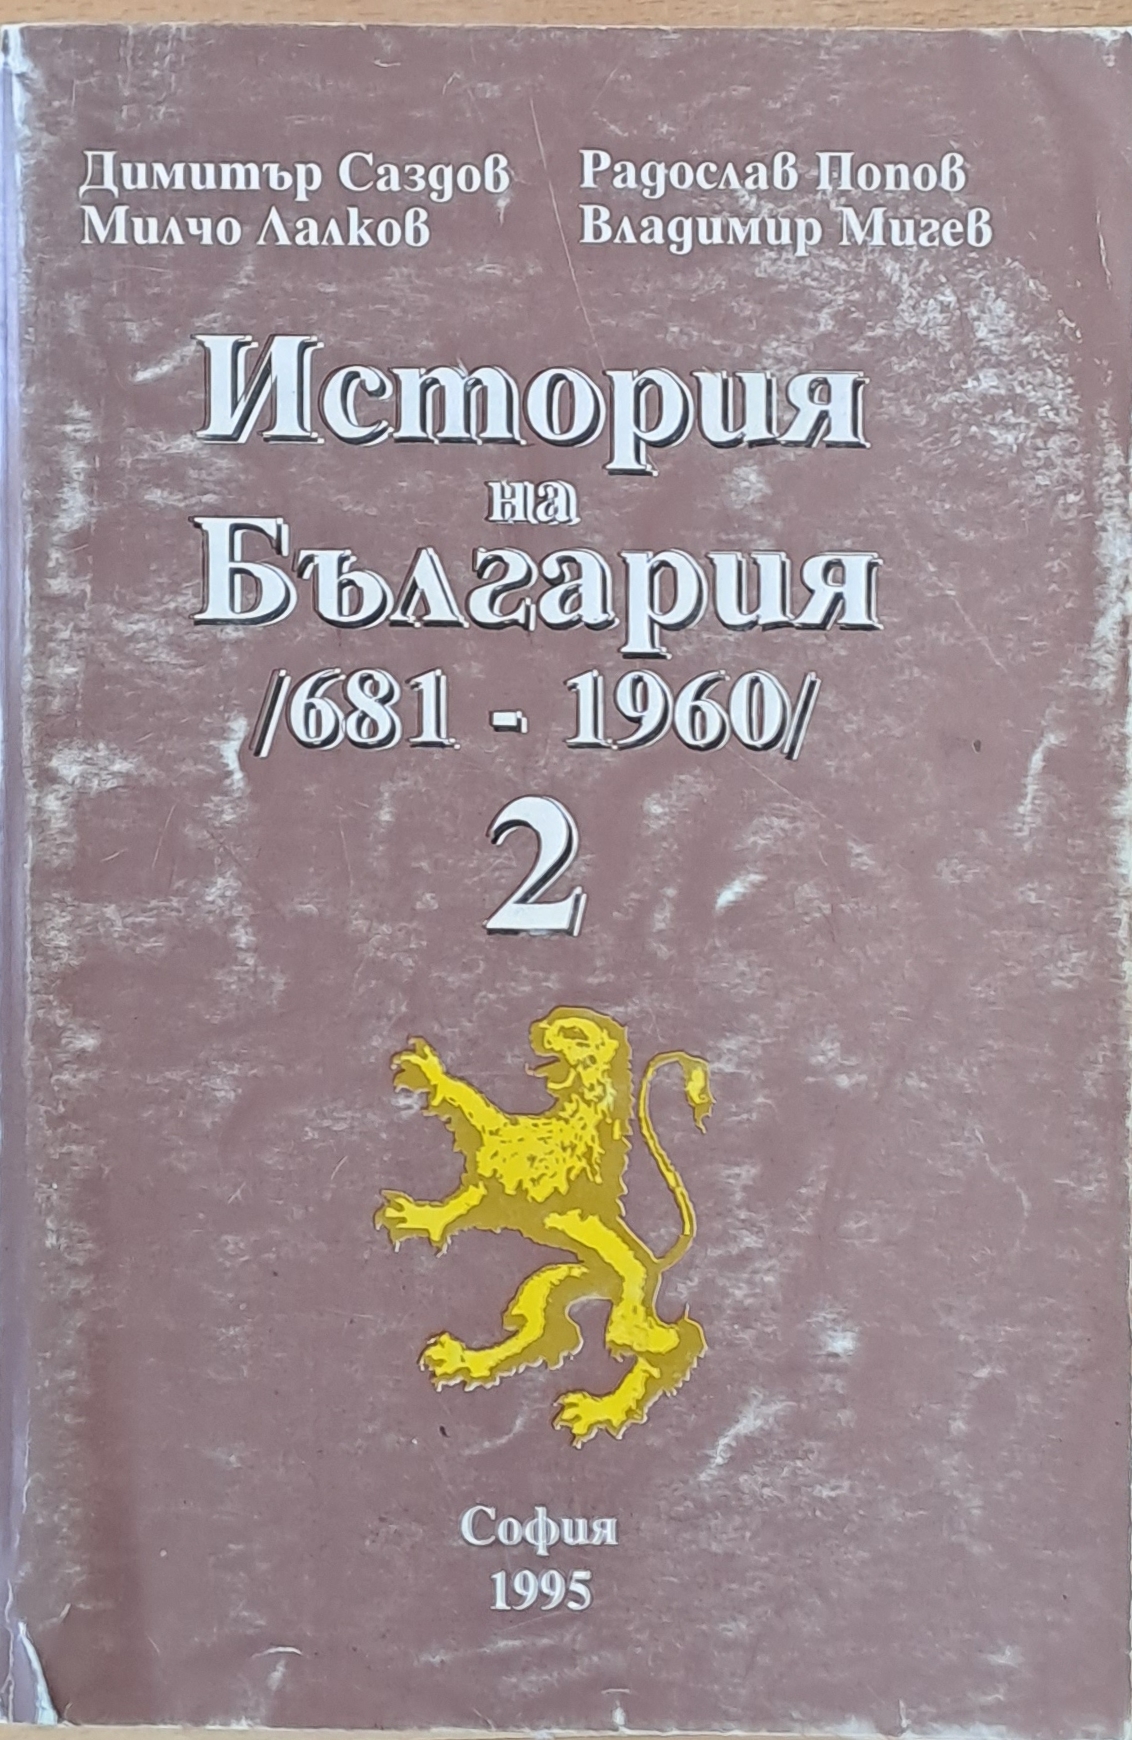 Димитър Саздов
Милчо Лалков
Радослав Попов
Владимир Мигев
История
на
България
/681 - 1960/
2
София
1995